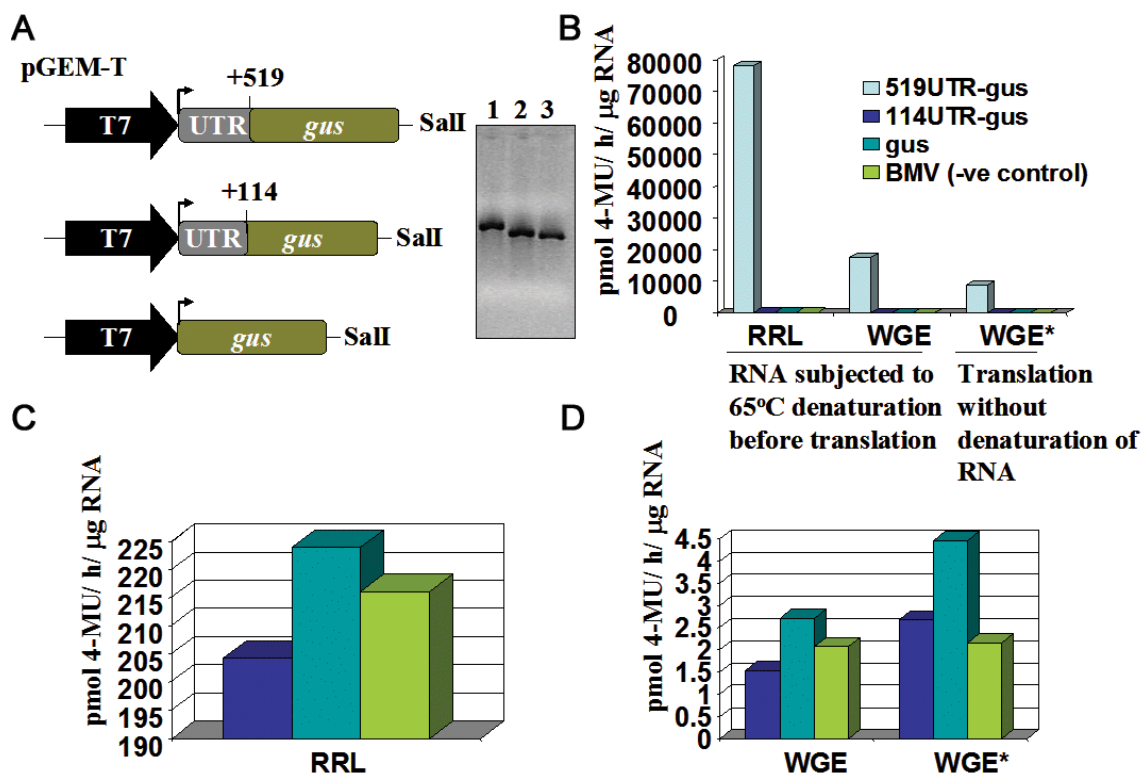 A
pGEM-T
+519
T7
UTR
gus
SalI
+114
T7
UTR
gus
SalI
T7
gus
SalI
1 2 3
B
pmol 4-MU/ h/ µg RNA
80000
70000
60000
50000
40000
30000
20000
10000
0
519UTR-gus
114UTR-gus
gus
BMV (-ve control)
RRL
WGE
WGE*
RNA subjected to
65ºC denaturation
before translation
Translation
without
denaturation of
RNA
C
pmol 4-MU/ h/ µg RNA
225
220
215
210
205
200
195
190
RRL
D
pmol 4-MU/ h/ µg RNA
4.5
4
3.5
3
2.5
2
1.5
1
0.5
0
WGE
WGE*